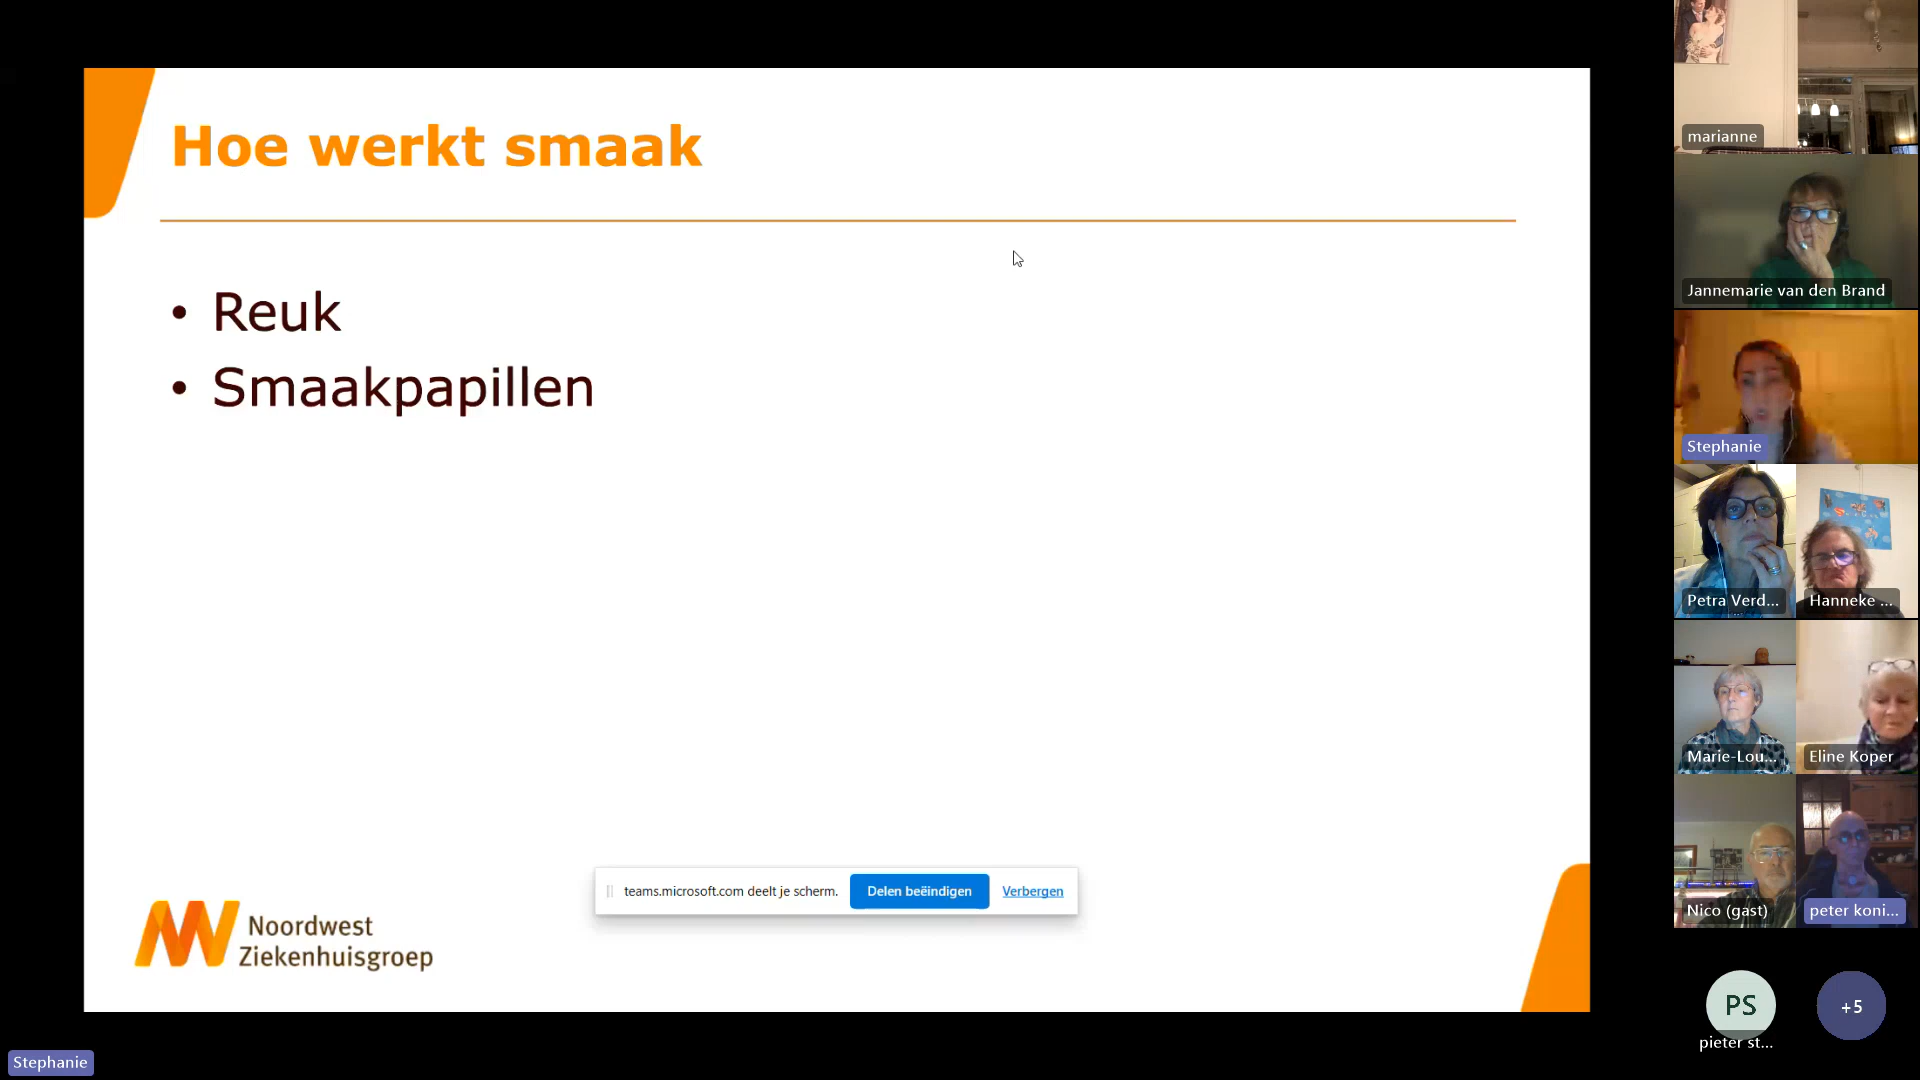 Hoe werkt smaak
• Reuk
• Smaakpapillen
teams.microsoft.com deelt je scherm.
Delen beëindigen
Verbergen
Noordwest
Ziekenhuisgroep
Stephanie
marianne
Jannemarie van den Brand
Stephanie
Petra Verd...
Hanneke ...
Marie-Lou...
Eline Koper
Nico (gast)
peter koni...
PS
pieter st...
+5